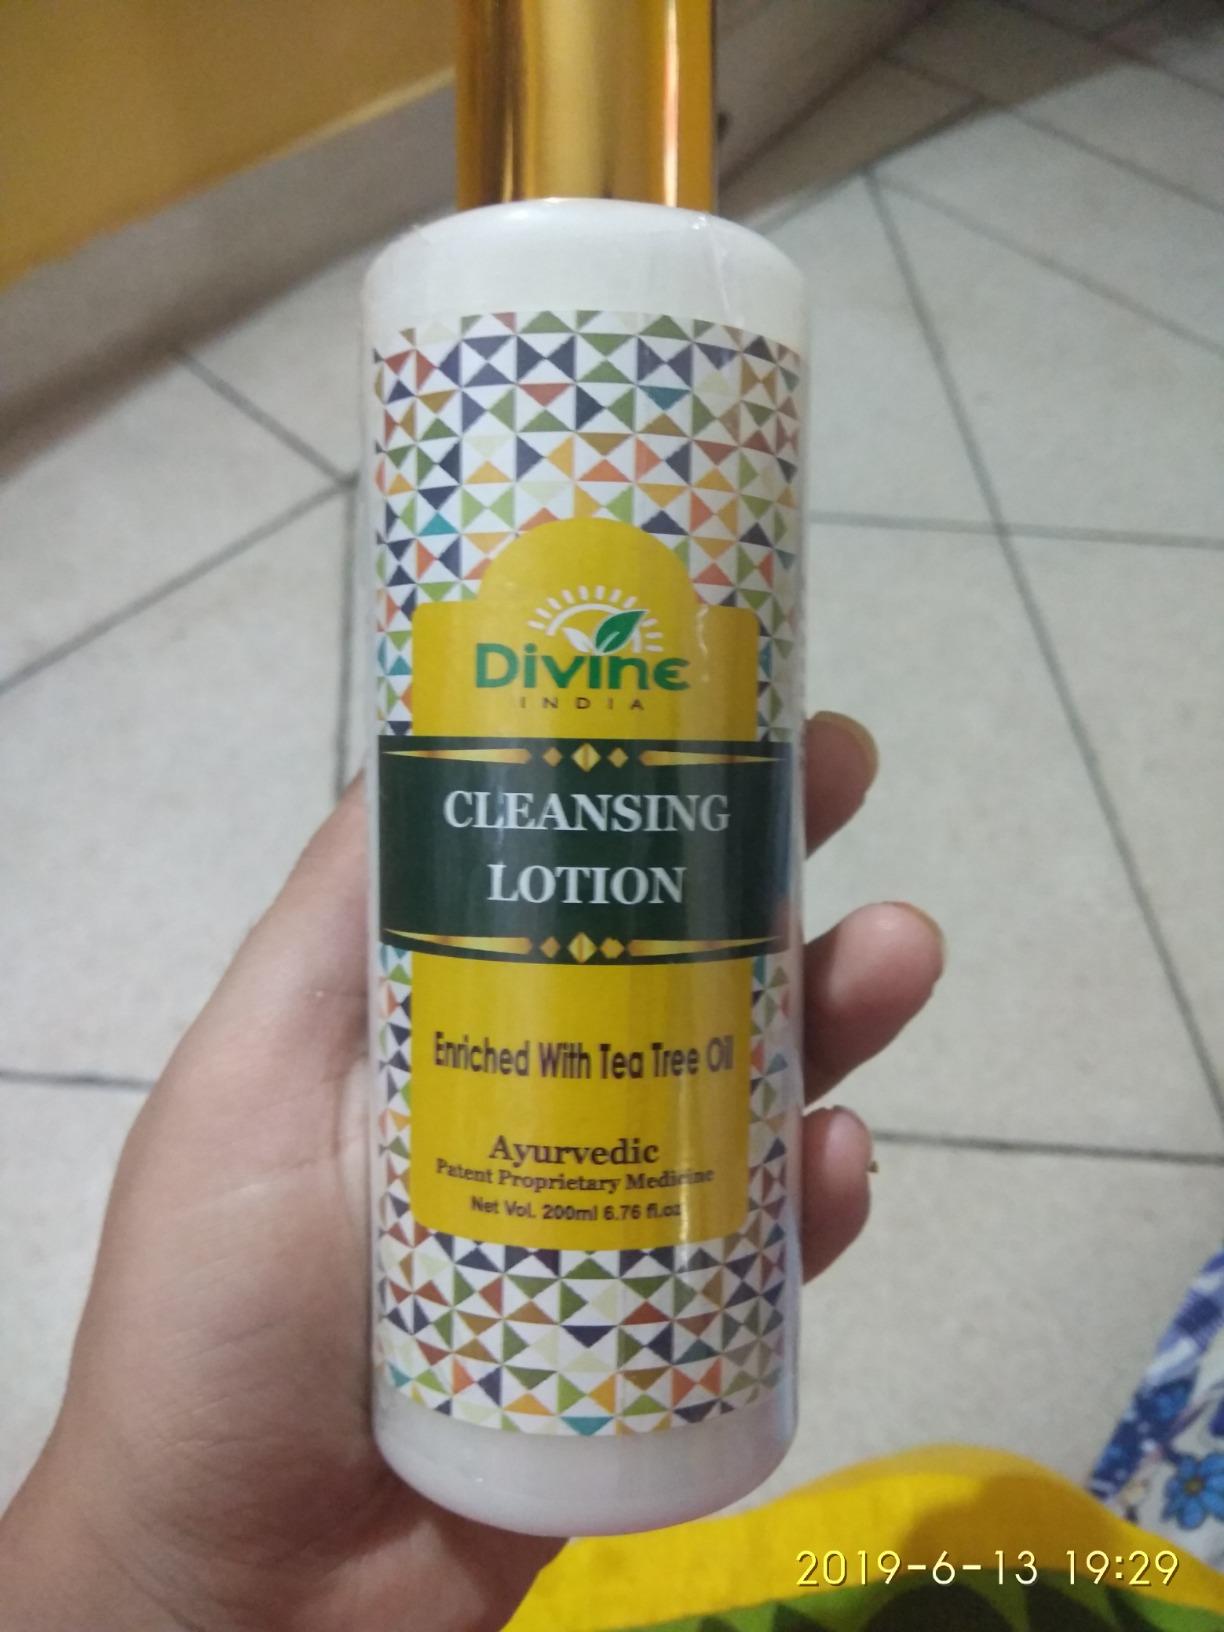 Divine
INDIA
CLEANSING
LOTION
Enriched With Tea Tree Oil
Ayurvedic
Patent Proprietary Medicine
Net Vol. 200ml 6.76 fl.oz
2019-6-13 19:29